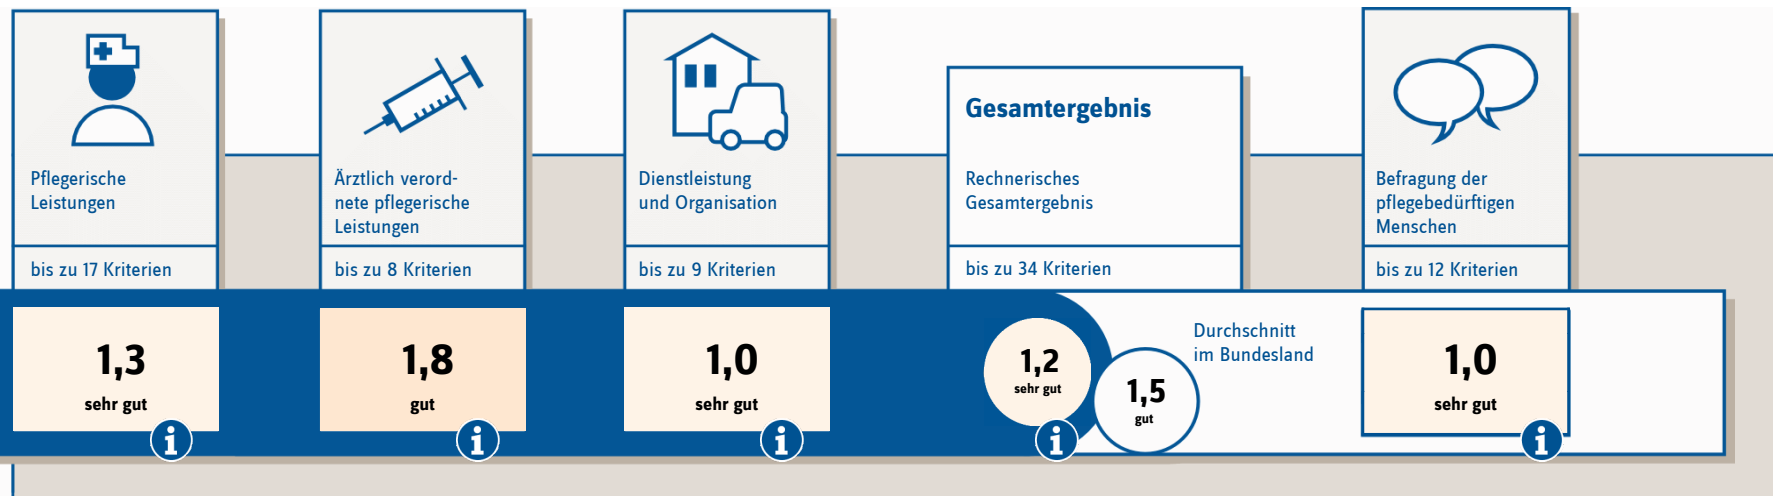 Pflegerische
Leistungen
bis zu 17 Kriterien
1,3
sehr gut
i
Ärztlich verord-
nete pflegerische
Leistungen
bis zu 8 Kriterien
1,8
gut
i
Dienstleistung
und Organisation
bis zu 9 Kriterien
1,0
sehr gut
i
Gesamtergebnis
Rechnerisches
Gesamtergebnis
bis zu 34 Kriterien
1,2
sehr gut
i
1,5
gut
Durchschnitt
im Bundesland
Befragung der
pflegebedürftigen
Menschen
bis zu 12 Kriterien
1,0
sehr gut
i